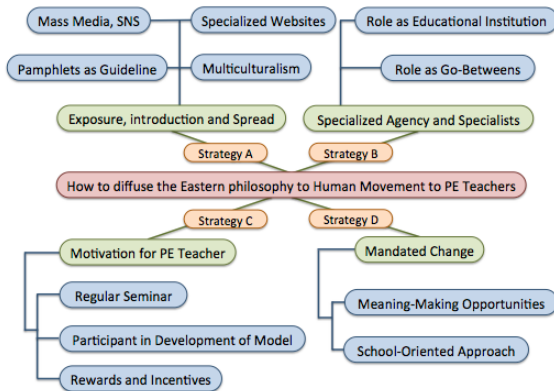 Mass Media, SNS
Specialized Websites
Role as Educational Institution
Pamphlets as Guideline
Multiculturalism
Role as Go-Betweens
Exposure, introduction and Spread
Specialized Agency and Specialists
Strategy A
Strategy B
How to diffuse the Eastern philosophy to Human Movement to PE Teachers
Strategy C
Strategy D
Motivation for PE Teacher
Mandated Change
Regular Seminar
Meaning-Making Opportunities
Participant in Development of Model
School-Oriented Approach
Rewards and Incentives